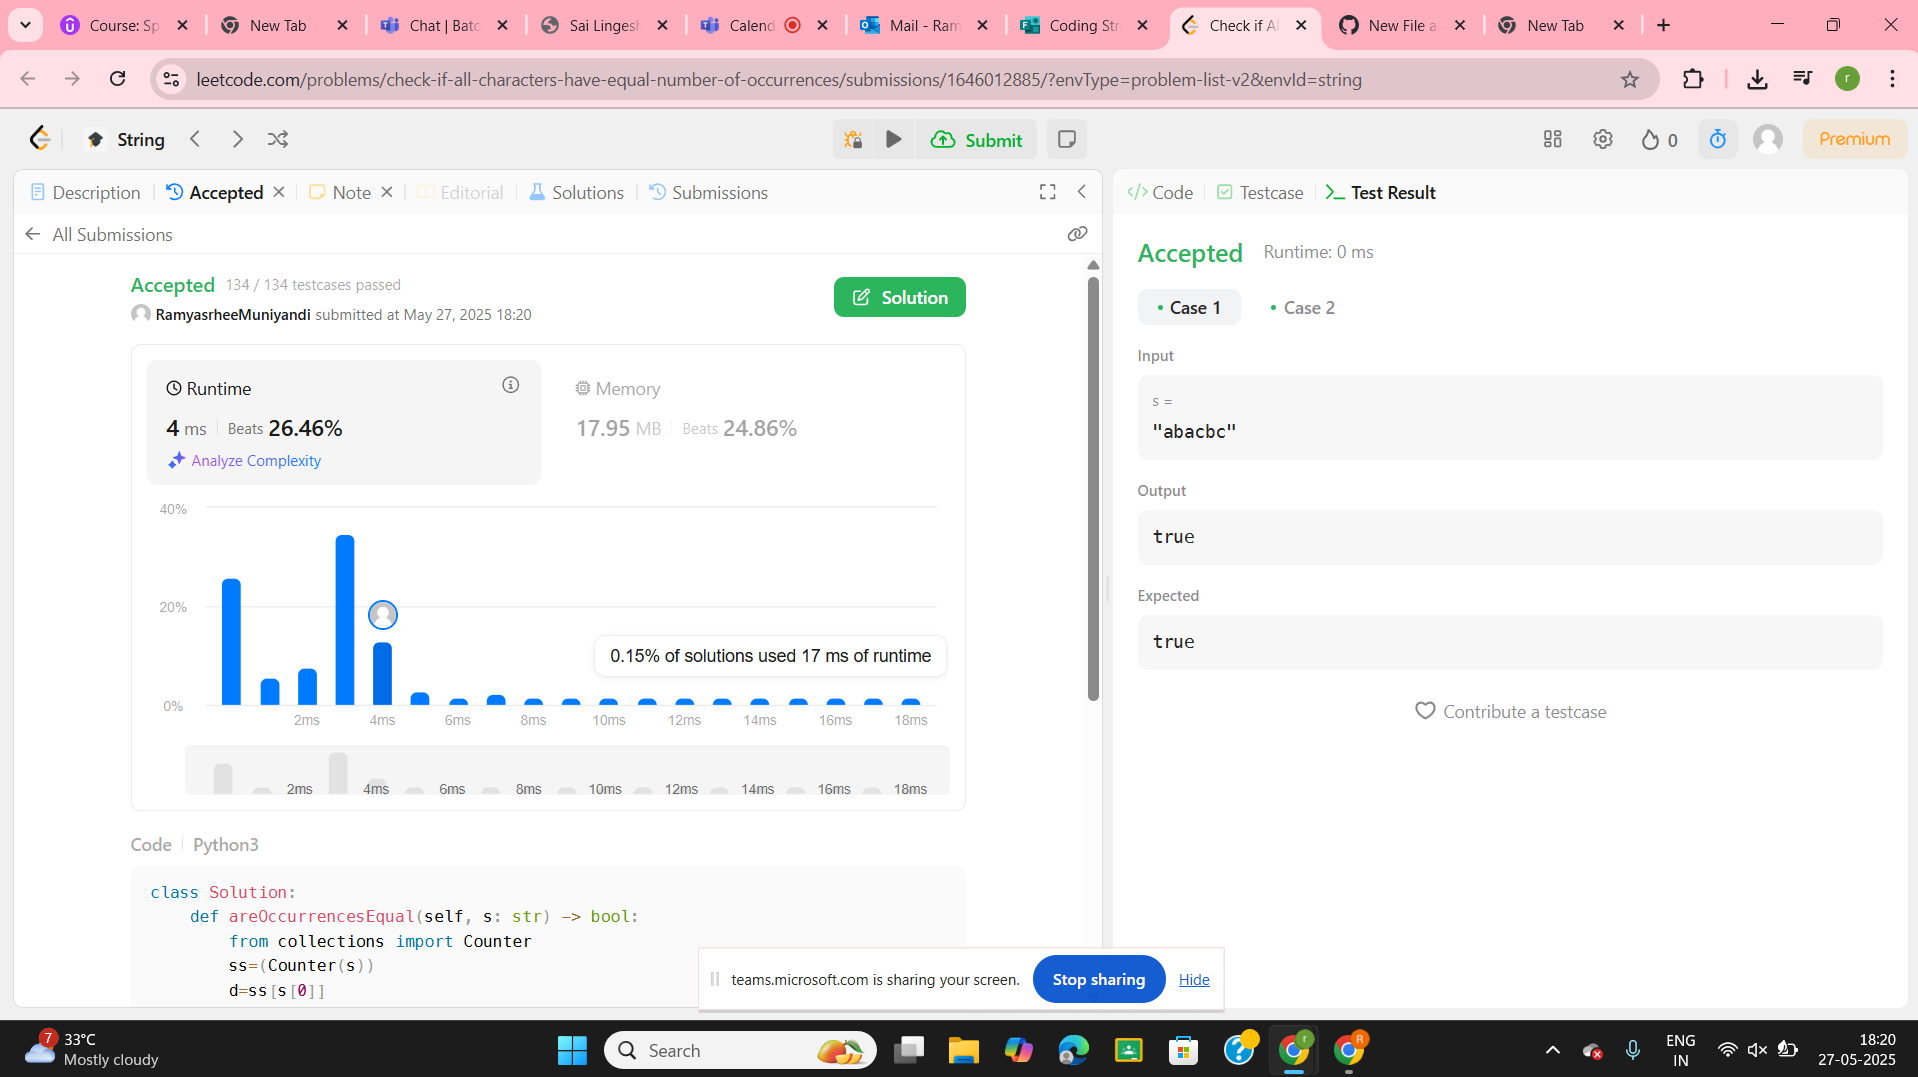 Course: Sp
New Tab
Chat | Batc
Sai Lingesh
Calend
Mail - Ram
Coding Str
Check if Al
New File a
New Tab
leetcode.com/problems/check-if-all-characters-have-equal-number-of-occurrences/submissions/1646012885/?envType=problem-list-v2&envId=string
r
String
Submit
0
Premium
Description
Accepted
Note
Editorial
Solutions
Submissions
Code
Testcase
Test Result
All Submissions
Accepted 134 / 134 testcases passed
RamyasrheeMuniyandi submitted at May 27, 2025 18:20
Solution
Runtime
4 ms Beats 26.46%
Analyze Complexity
Memory
17.95 MB Beats 24.86%
40%
20%
0%
0.15% of solutions used 17 ms of runtime
2ms 4ms 6ms 8ms 10ms 12ms 14ms 16ms 18ms
2ms 4ms 6ms 8ms 10ms 12ms 14ms 16ms 18ms
Code Python3
class Solution:
def areOccurrencesEqual(self, s: str) -> bool:
from collections import Counter
ss=(Counter(s))
d=ss[s[0]]
Accepted Runtime: 0 ms
Case 1 Case 2
Input
s =
"abacbc"
Output
true
Expected
true
Contribute a testcase
teams.microsoft.com is sharing your screen.
Stop sharing
Hide
7
33°C
Mostly cloudy
Search
r
R
ENG
IN
18:20
27-05-2025